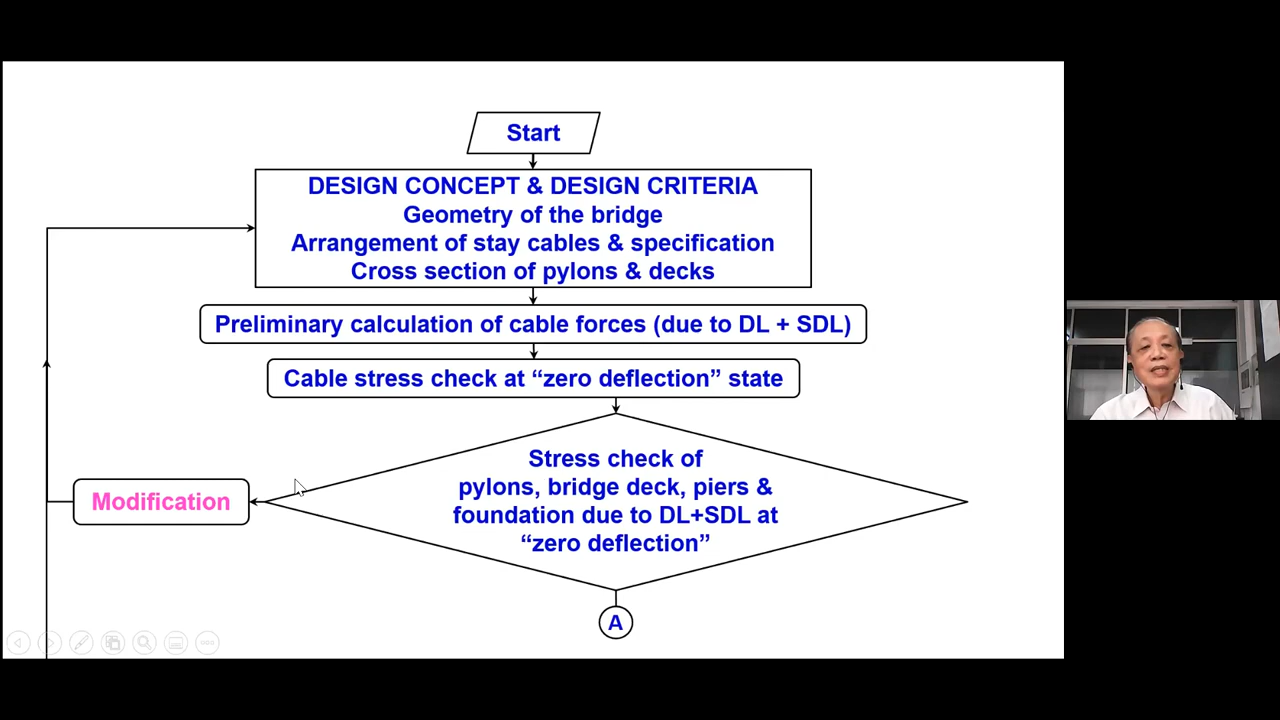 Start
DESIGN CONCEPT & DESIGN CRITERIA
Geometry of the bridge
Arrangement of stay cables & specification
Cross section of pylons & decks
Preliminary calculation of cable forces (due to DL + SDL)
Cable stress check at “zero deflection” state
Stress check of
pylons, bridge deck, piers &
foundation due to DL+SDL at
“zero deflection”
Modification
A